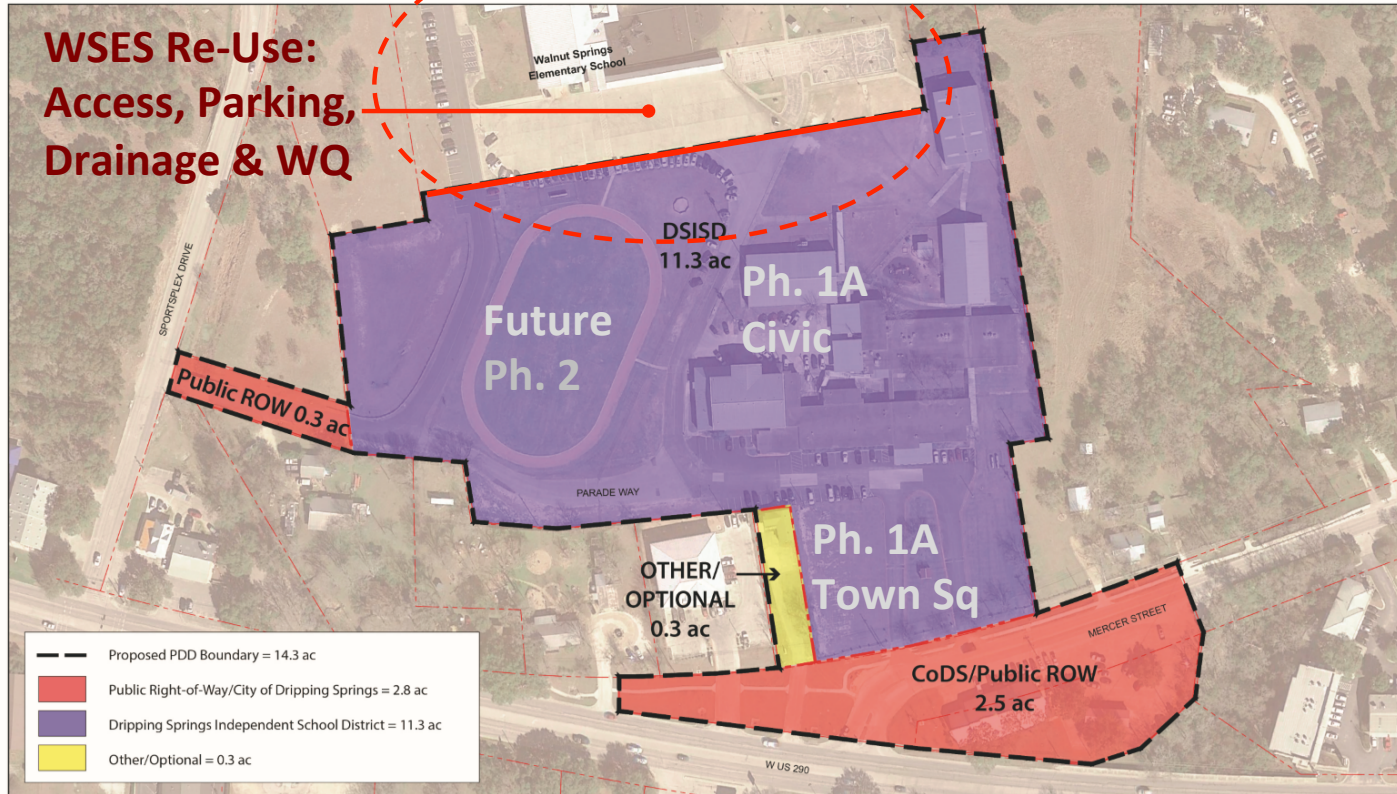 WSES Re-Use:
Access, Parking,
Drainage & WQ
Walnut Springs
Elementary School
SPORTSPLEX DRIVE
DSISD
11.3 ac
Ph. 1A
Civic
Future
Ph. 2
Public ROW 0.3 ac
PARADE WAY
OTHER/
OPTIONAL
0.3 ac
Ph. 1A
Town Sq
MERCER STREET
CoDS/Public ROW
2.5 ac
W US 290
Proposed PDD Boundary = 14.3 ac
Public Right-of-Way/City of Dripping Springs = 2.8 ac
Dripping Springs Independent School District = 11.3 ac
Other/Optional = 0.3 ac